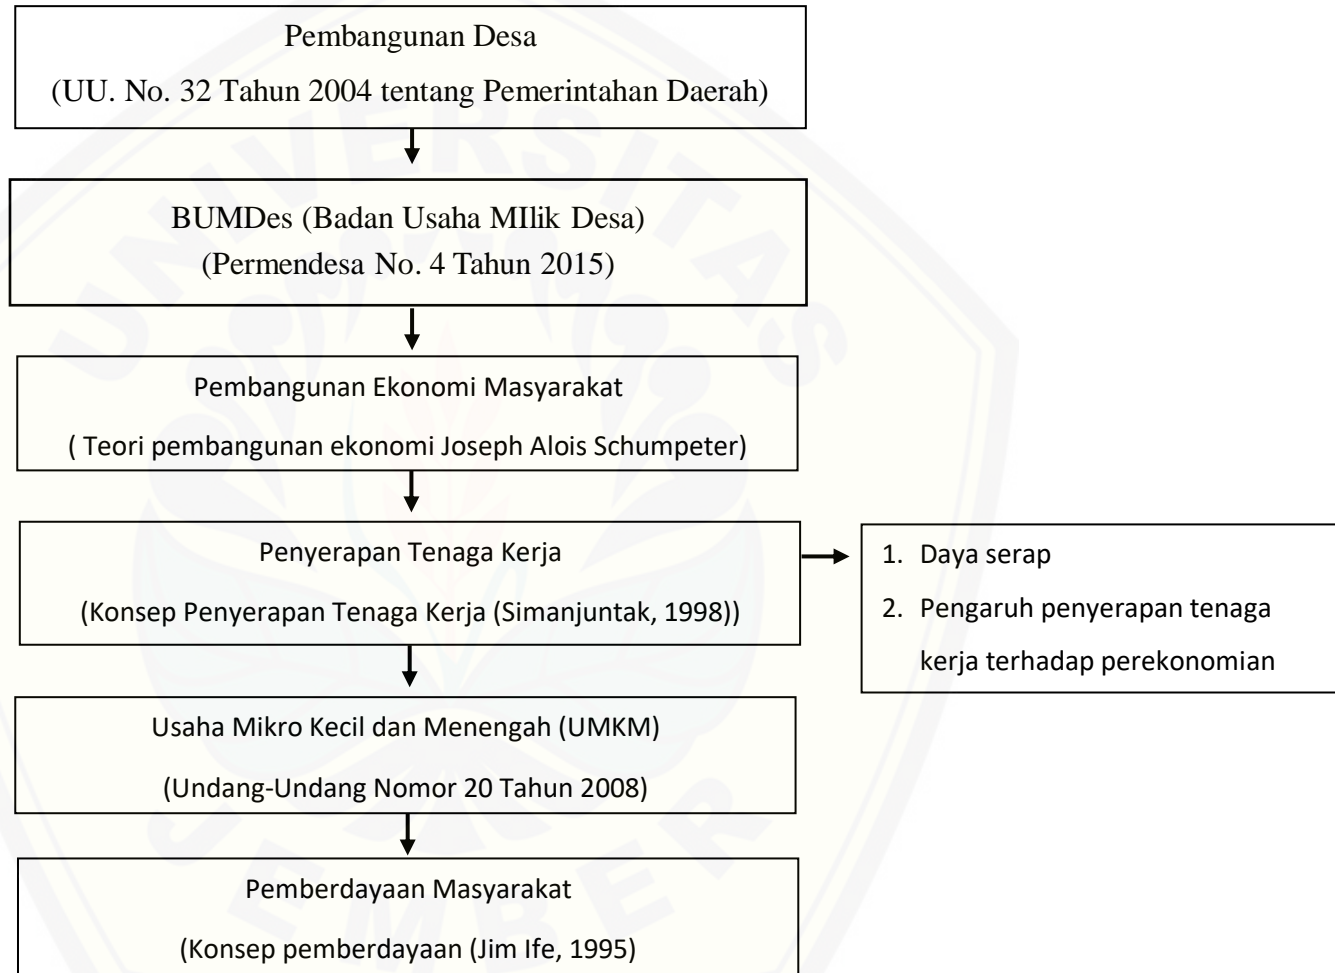 Pembangunan Desa
(UU. No. 32 Tahun 2004 tentang Pemerintahan Daerah)
BUMDes (Badan Usaha MIlik Desa)
(Permendesa No. 4 Tahun 2015)
Pembangunan Ekonomi Masyarakat
( Teori pembangunan ekonomi Joseph Alois Schumpeter)
Penyerapan Tenaga Kerja
(Konsep Penyerapan Tenaga Kerja (Simanjuntak, 1998))
1. Daya serap
2. Pengaruh penyerapan tenaga
kerja terhadap perekonomian
Usaha Mikro Kecil dan Menengah (UMKM)
(Undang-Undang Nomor 20 Tahun 2008)
Pemberdayaan Masyarakat
(Konsep pemberdayaan (Jim Ife, 1995)
UNIVERSITAS
JEMBER